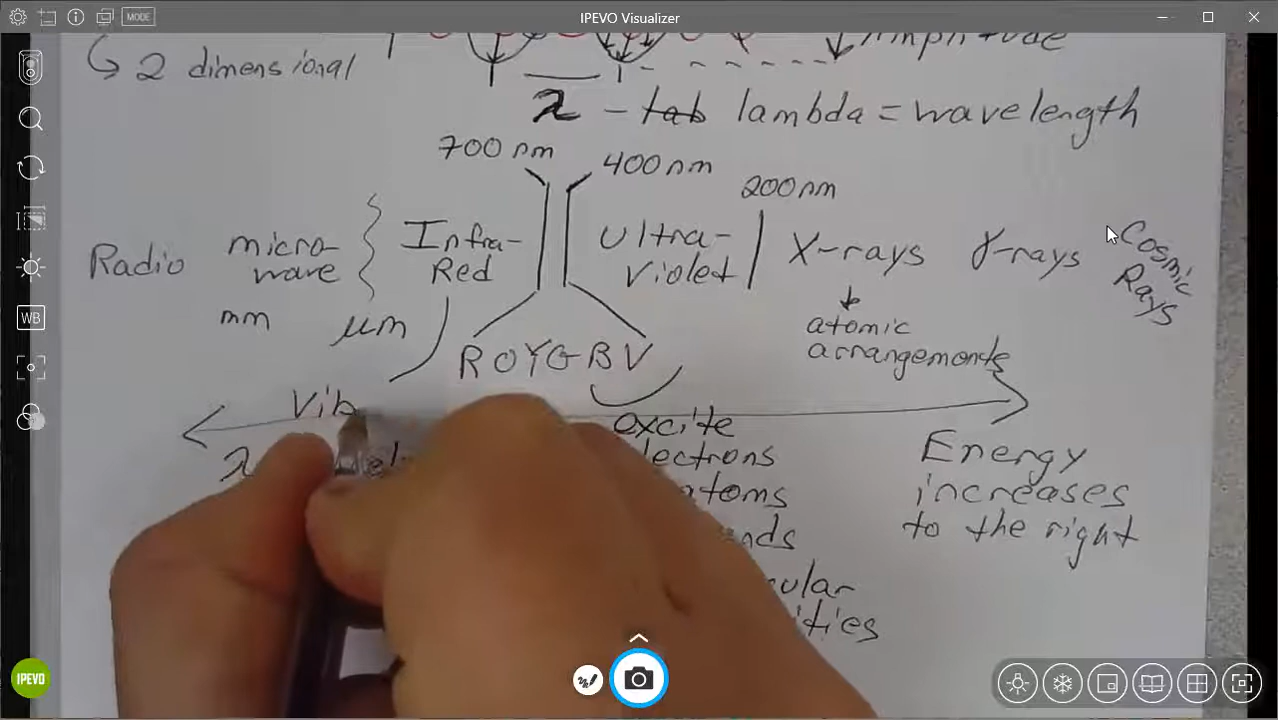 IPEVO Visualizer
MODE
WB
↳ 2 dimensional
Amplitude
λ - tab lambda = wavelength
700 nm
400 nm
200 nm
Radio
micro-
wave
Infra-
Red
Ultra-
Violet
X-rays
γ-rays
Cosmic
Rays
mm
μm
ROYGBV
atomic
arrangements
Vib
excite
λ
Energy
increases
to the right
IPEVO